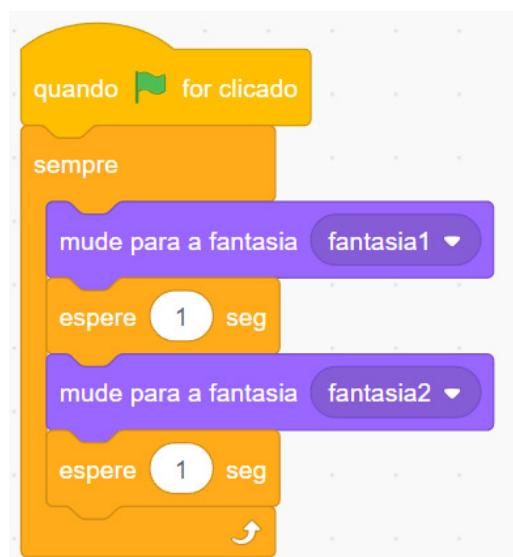 quando for clicado
sempre
mude para a fantasia fantasia1
espere 1 seg
mude para a fantasia fantasia2
espere 1 seg